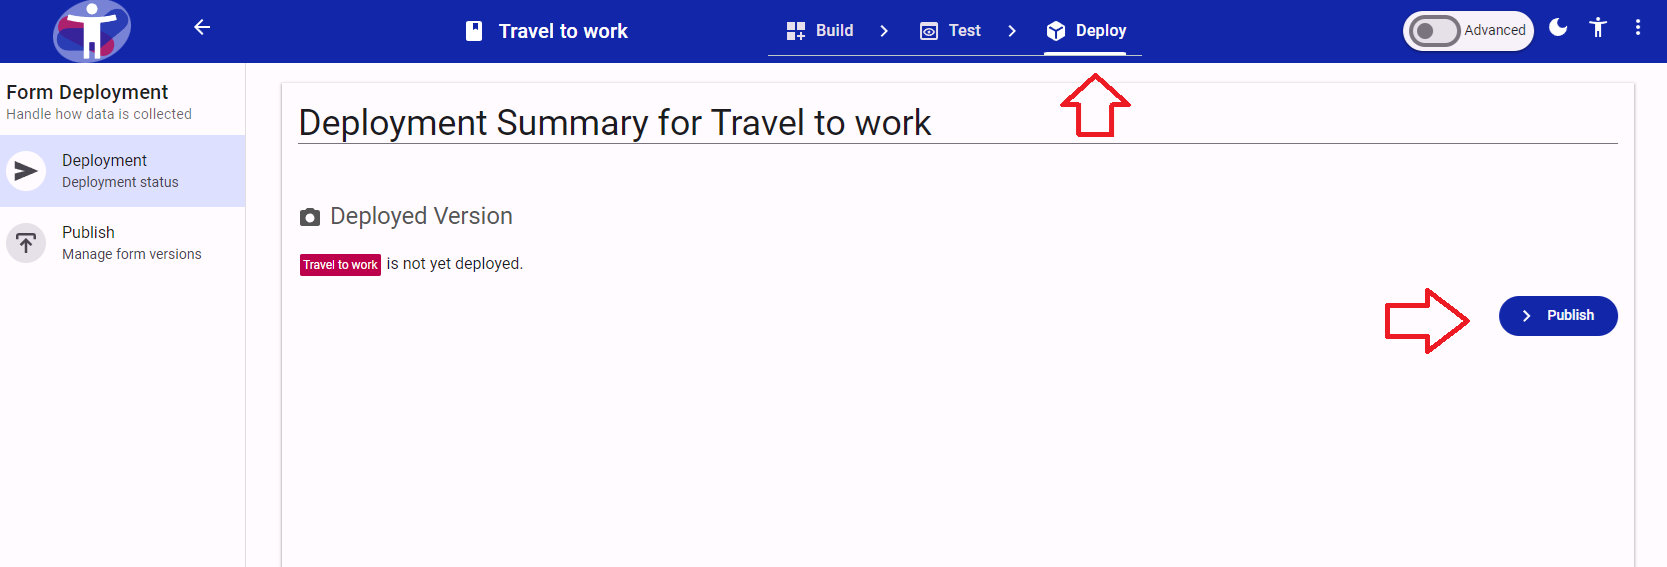 Travel to work
Build
Test
Deploy
Advanced
Form Deployment
Handle how data is collected
Deployment
Deployment status
Publish
Manage form versions
Deployment Summary for Travel to work
Deployed Version
Travel to work is not yet deployed.
Publish